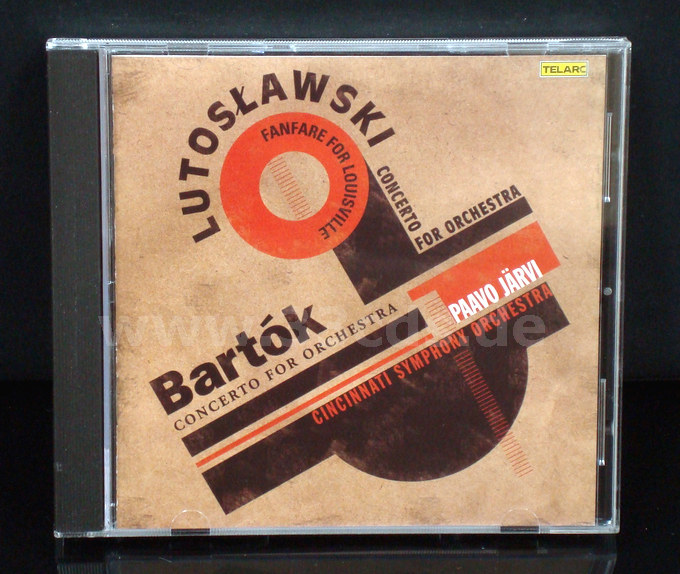 TELARC
LUTOSŁAWSKI
FANFARE FOR LOUISVILLE
CONCERTO
FOR ORCHESTRA
PAAVO JÄRVI
Bartók
CONCERTO FOR ORCHESTRA
CINCINNATI SYMPHONY ORCHESTRA